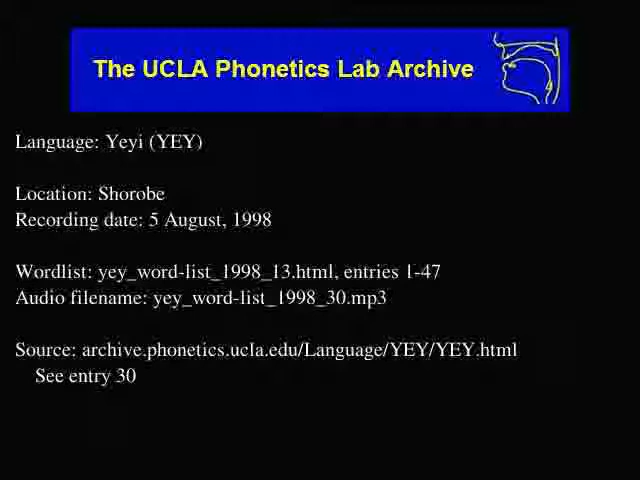 The UCLA Phonetics Lab Archive
Language: Yeyi (YEY)
Location: Shorobe
Recording date: 5 August, 1998
Wordlist: yey_word-list_1998_13.html, entries 1-47
Audio filename: yey_word-list_1998_30.mp3
Source: archive.phonetics.ucla.edu/Language/YEY/YEY.html
See entry 30